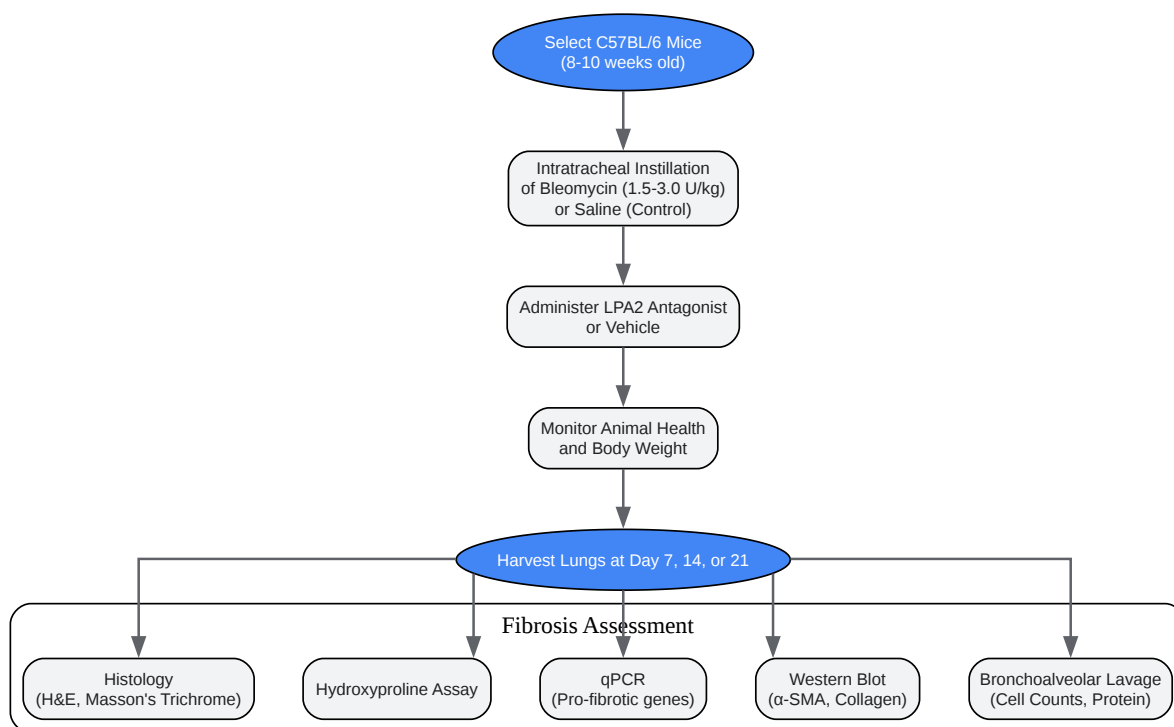 Select C57BL/6 Mice
(8-10 weeks old)
Intratracheal Instillation
of Bleomycin (1.5-3.0 U/kg)
or Saline (Control)
Administer LPA2 Antagonist
or Vehicle
Monitor Animal Health
and Body Weight
Harvest Lungs at Day 7, 14, or 21
Fibrosis Assessment
Histology
(H&E, Masson's Trichrome)
Hydroxyproline Assay
qPCR
(Pro-fibrotic genes)
Western Blot
(α-SMA, Collagen)
Bronchoalveolar Lavage
(Cell Counts, Protein)